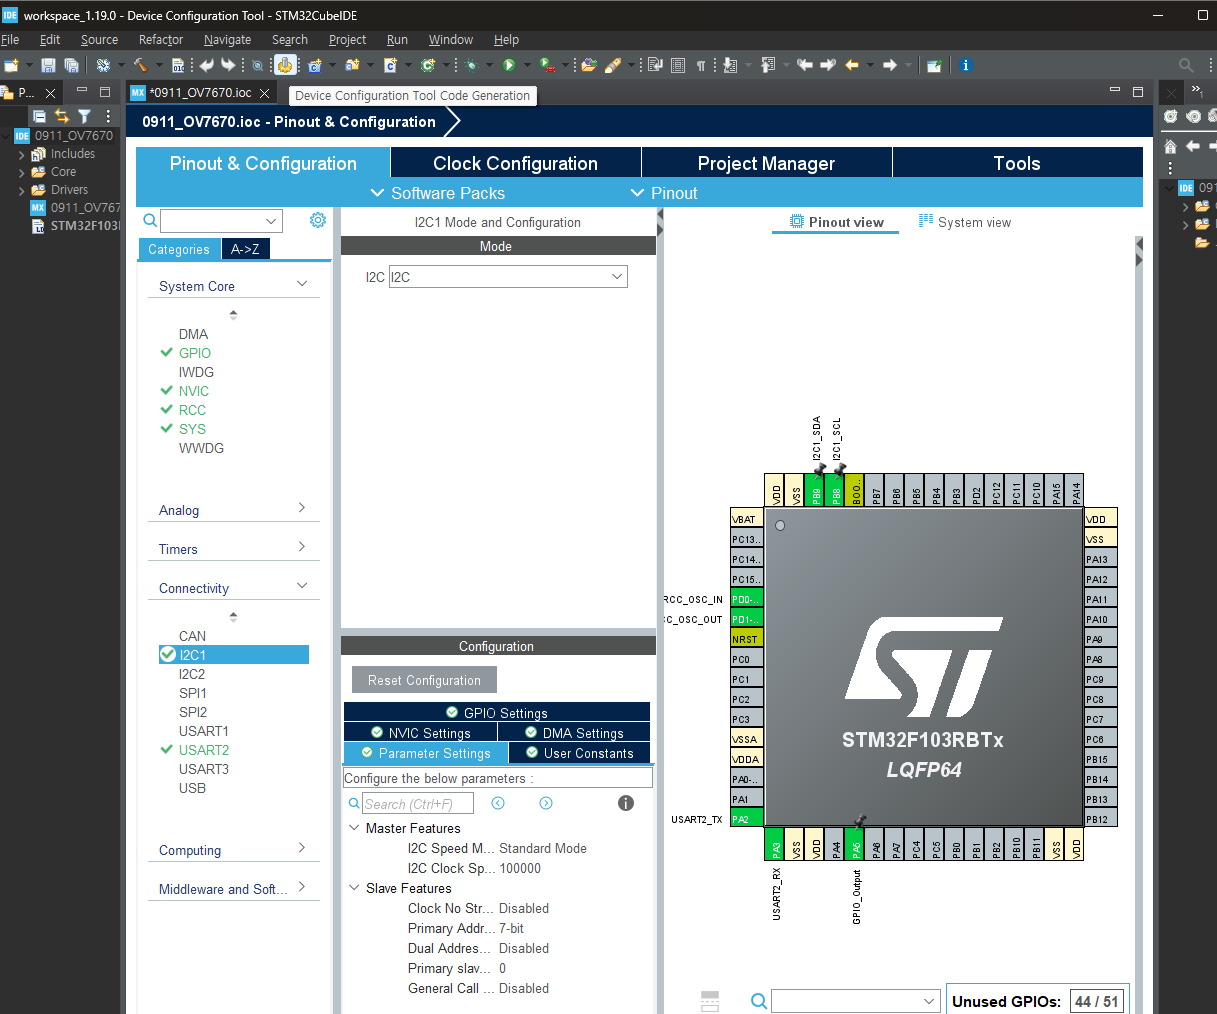 IDE workspace_1.19.0 - Device Configuration Tool - STM32CubeIDE
File Edit Source Refactor Navigate Search Project Run Window Help
P...
MX *0911_OV7670.ioc
Device Configuration Tool Code Generation
IDE 0911_OV7670
Includes
Core
Drivers
MX 0911_OV767
STM32F103
0911_OV7670.ioc - Pinout & Configuration
Pinout & Configuration
Clock Configuration
Project Manager
Tools
Software Packs
Pinout
Categories
A->Z
System Core
DMA
GPIO
IWDG
NVIC
RCC
SYS
WWDG
Analog
Timers
Connectivity
CAN
I2C1
I2C2
SPI1
SPI2
USART1
USART2
USART3
USB
Computing
Middleware and Soft...
I2C1 Mode and Configuration
Mode
I2C I2C
Configuration
Reset Configuration
GPIO Settings
NVIC Settings
DMA Settings
Parameter Settings
User Constants
Configure the below parameters :
Search (Ctrl+F)
Master Features
I2C Speed M... Standard Mode
I2C Clock Sp... 100000
Slave Features
Clock No Str... Disabled
Primary Addr... 7-bit
Dual Addres... Disabled
Primary slav... 0
General Call ... Disabled
Pinout view
System view
I2C1_SDA
I2C1_SCL
VDD
VSS
PB9
PB8
BOO..
PB7
PB6
PB5
PB4
PB3
PD2
PC12
PC11
PC10
PA15
PA14
VBAT
PC13..
PC14..
PC15..
RCC_OSC_IN PD0-..
C_OSC_OUT PD1-..
NRST
PC0
PC1
PC2
PC3
VSSA
VDDA
PA0-..
PA1
USART2_TX PA2
VDD
VSS
PA13
PA12
PA11
PA10
PA9
PA8
PC9
PC8
PC7
PC6
PB15
PB14
PB13
PB12
ST
STM32F103RBTx
LQFP64
PA3
VSS
VDD
PA4
PA5
PA6
PA7
PC4
PC5
PB0
PB1
PB2
PB10
PB11
VSS
VDD
USART2_RX
GPIO_Output
Unused GPIOs: 44 / 51
IDE 091